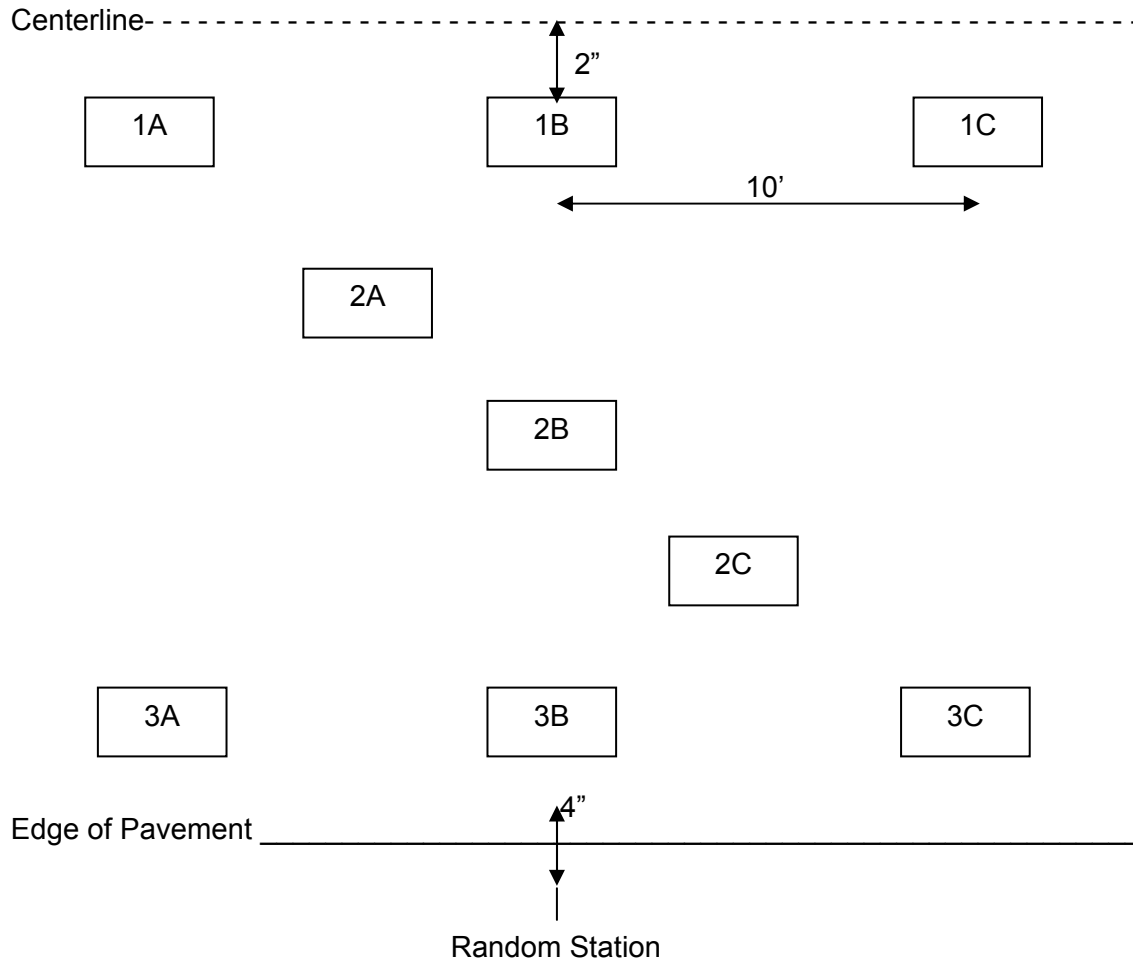 Centerline
2”
1A 1B 1C
10’
2A
2B
2C
3A 3B 3C
4”
Edge of Pavement
Random Station